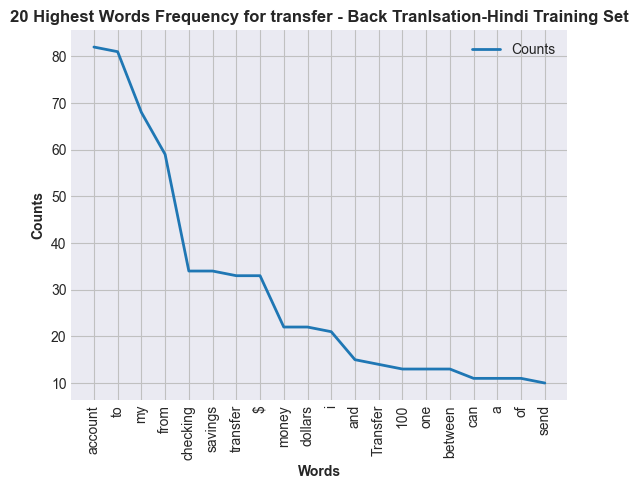 20 Highest Words Frequency for transfer - Back Tranlsation-Hindi Training Set
Counts
80
70
60
50
40
30
20
10
Counts
account
to
my
from
checking
savings
transfer
$
money
dollars
i
and
Transfer
100
one
between
can
a
of
send
Words